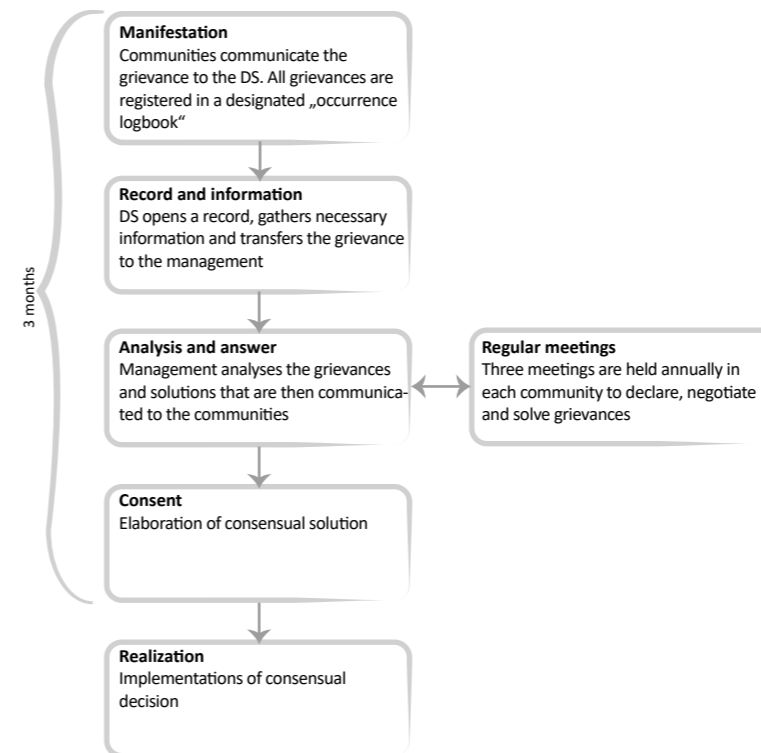 Manifestation
Communities communicate the
grievance to the DS. All grievances are
registered in a designated „occurrence
logbook“
Record and information
DS opens a record, gathers necessary
information and transfers the grievance
to the management
3 months
Analysis and answer
Management analyses the grievances
and solutions that are then communica-
ted to the communities
Regular meetings
Three meetings are held annually in
each community to declare, negotiate
and solve grievances
Consent
Elaboration of consensual solution
Realization
Implementations of consensual
decision